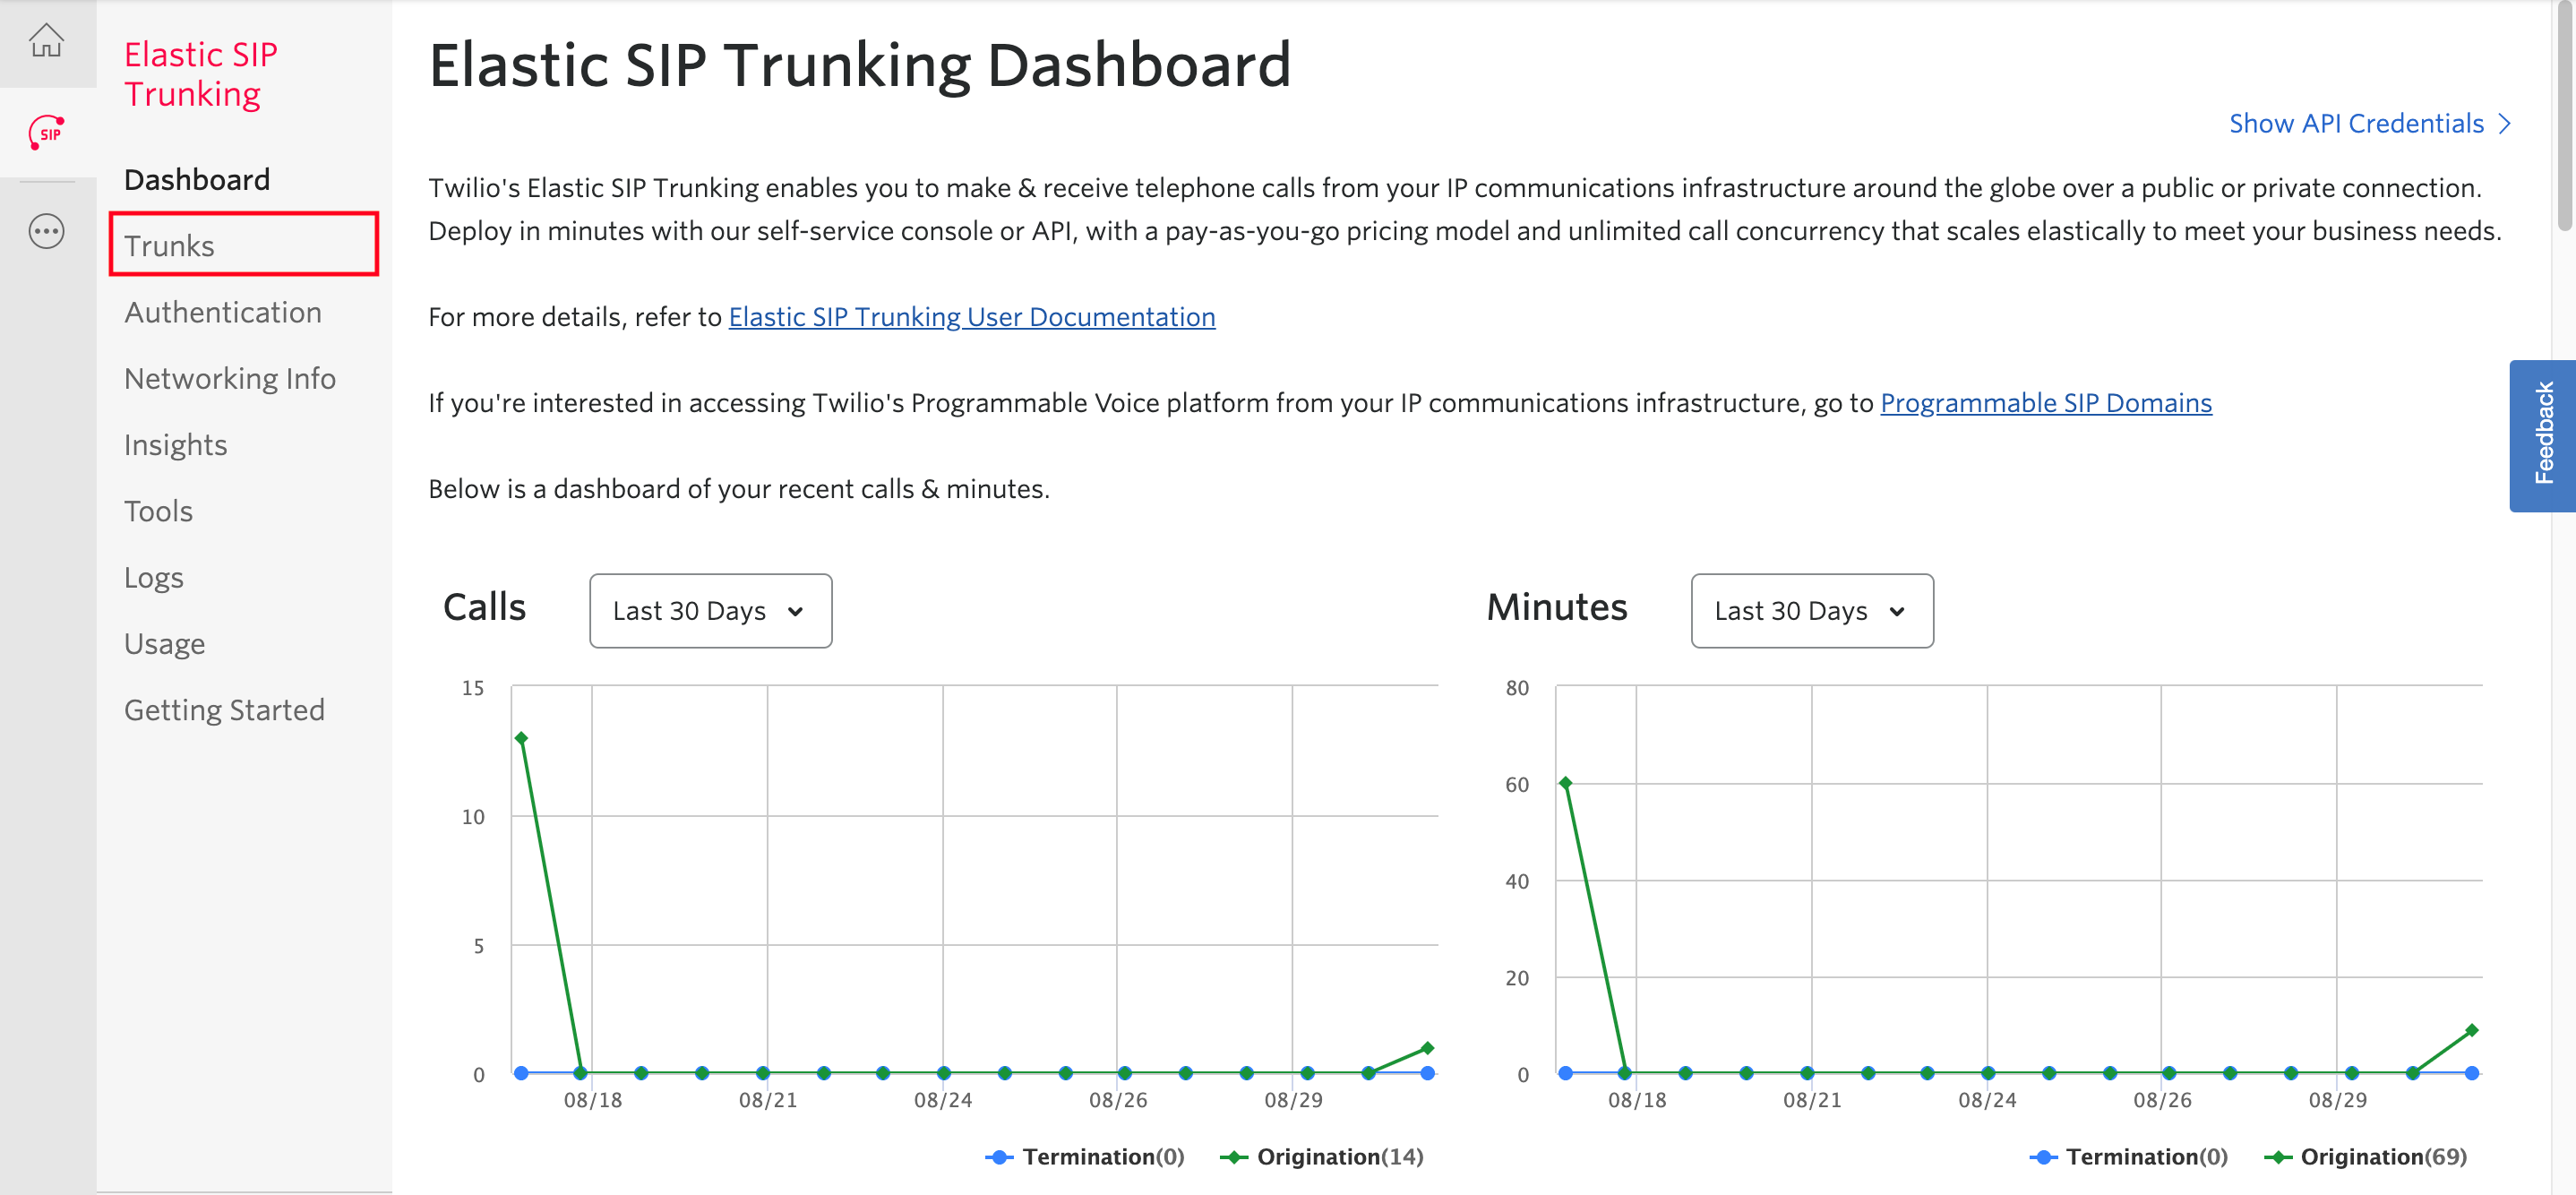 SIP
Elastic SIP
Trunking
Dashboard
Trunks
Authentication
Networking Info
Insights
Tools
Logs
Usage
Getting Started
Elastic SIP Trunking Dashboard
Show API Credentials
Twilio's Elastic SIP Trunking enables you to make & receive telephone calls from your IP communications infrastructure around the globe over a public or private connection.
Deploy in minutes with our self-service console or API, with a pay-as-you-go pricing model and unlimited call concurrency that scales elastically to meet your business needs.
For more details, refer to Elastic SIP Trunking User Documentation
If you're interested in accessing Twilio's Programmable Voice platform from your IP communications infrastructure, go to Programmable SIP Domains
Below is a dashboard of your recent calls & minutes.
Feedback
Calls
Last 30 Days
15
10
5
0
08/18 08/21 08/24 08/26 08/29
Termination(0) Origination(14)
Minutes
Last 30 Days
80
60
40
20
0
08/18 08/21 08/24 08/26 08/29
Termination(0) Origination(69)